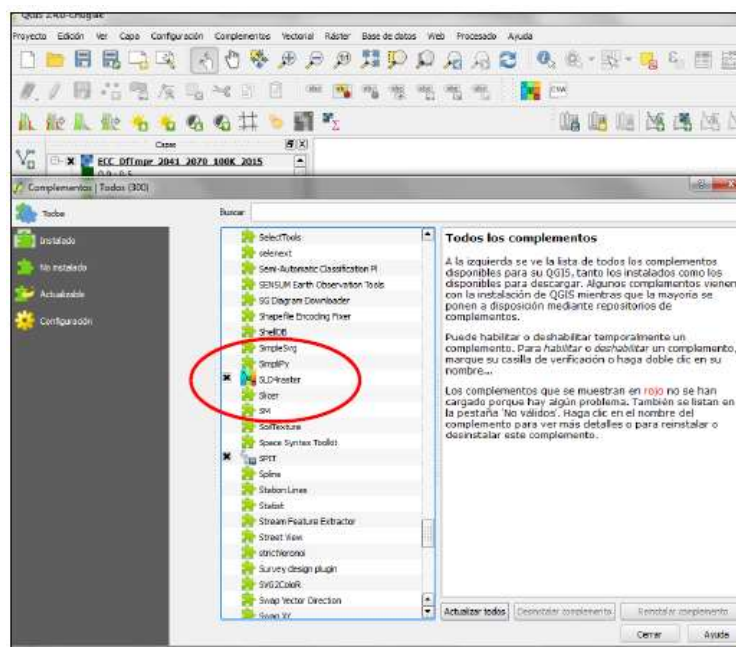 QGIS 2.4.0-Chugiak
Proyecto Edición Ver Capa Configuración Complementos Vectorial Ráster Base de datos Web Procesado Ayuda
CSW
Capas
ECC_DfTmpr_2041_2070_100K_2015
Complementos | Todos (300)
Todos
Instalado
No instalado
Actualizable
Configuración
Buscar
SelectTools
selenext
Semi-Automatic Classification Pl
SENSUM Earth Observation Tools
SG Diagram Downloader
Shapefile Encoding Fixer
ShellDB
SimpleSvg
SimpliPy
SLD4raster
Slicer
SM
SoilTexture
Space Syntax Toolkit
SPIT
Spline
Station Lines
Statist
Stream Feature Extractor
Street View
strichloronoi
Survey design plugin
SVG2ColoR
Swap Vector Direction
Swap XY
Todos los complementos
A la izquierda se ve la lista de todos los complementos
disponibles para su QGIS, tanto los instalados como los
disponibles para descargar. Algunos complementos vienen
con la instalación de QGIS mientras que la mayoría se
ponen a disposición mediante repositorios de
complementos.
Puede habilitar o deshabilitar temporalmente un
complemento. Para habilitar o deshabilitar un complemento,
marque su casilla de verificación o haga doble clic en su
nombre...
Los complementos que se muestran en rojo no se han
cargado porque hay algún problema. También se listan en
la pestaña 'No válidos'. Haga clic en el nombre del
complemento para ver más detalles o para reinstalar o
desinstalar este complemento.
Actualizar todos Desinstalar complemento Reinstalar complemento
Cerrar Ayuda